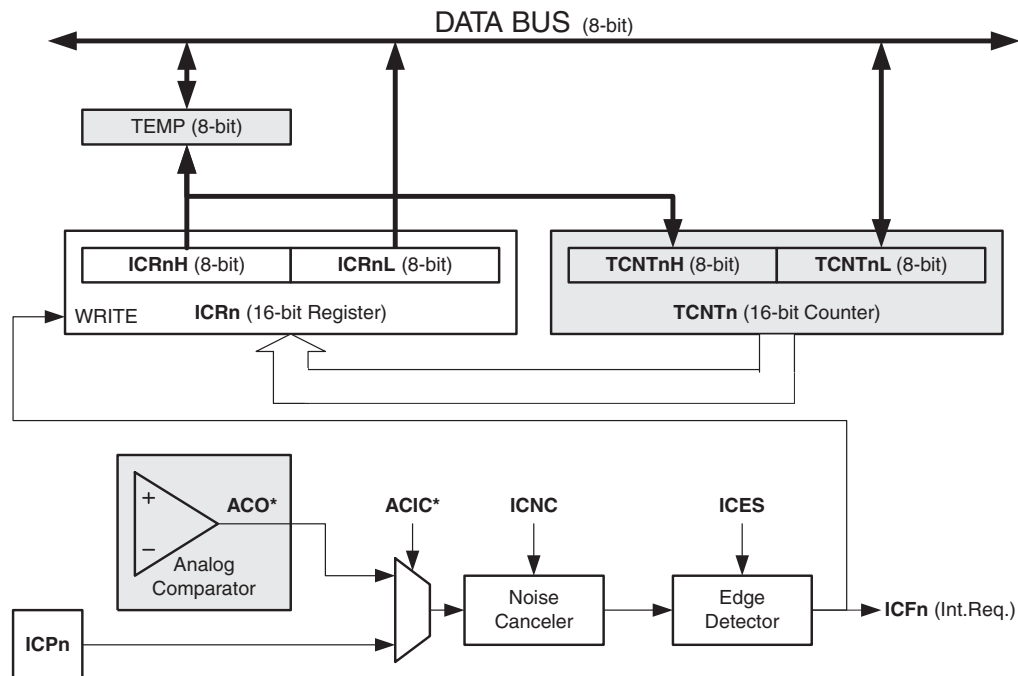 DATA BUS (8-bit)
TEMP (8-bit)
ICRnH (8-bit)
ICRnL (8-bit)
TCNTnH (8-bit)
TCNTnL (8-bit)
WRITE
ICRn (16-bit Register)
TCNTn (16-bit Counter)
+
−
ACO*
Analog
Comparator
ACIC*
ICNC
ICES
Noise
Canceler
Edge
Detector
ICFn (Int.Req.)
ICPn